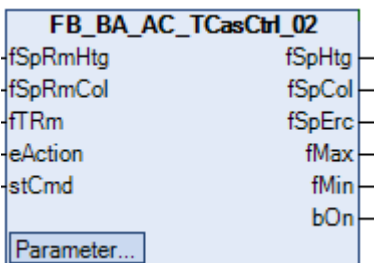 FB_BA_AC_TCasCtrl_02
fSpRmHtg fSpHtg
fSpRmCol fSpCol
fTRm fSpErc
eAction fMax
stCmd fMin
bOn
Parameter...